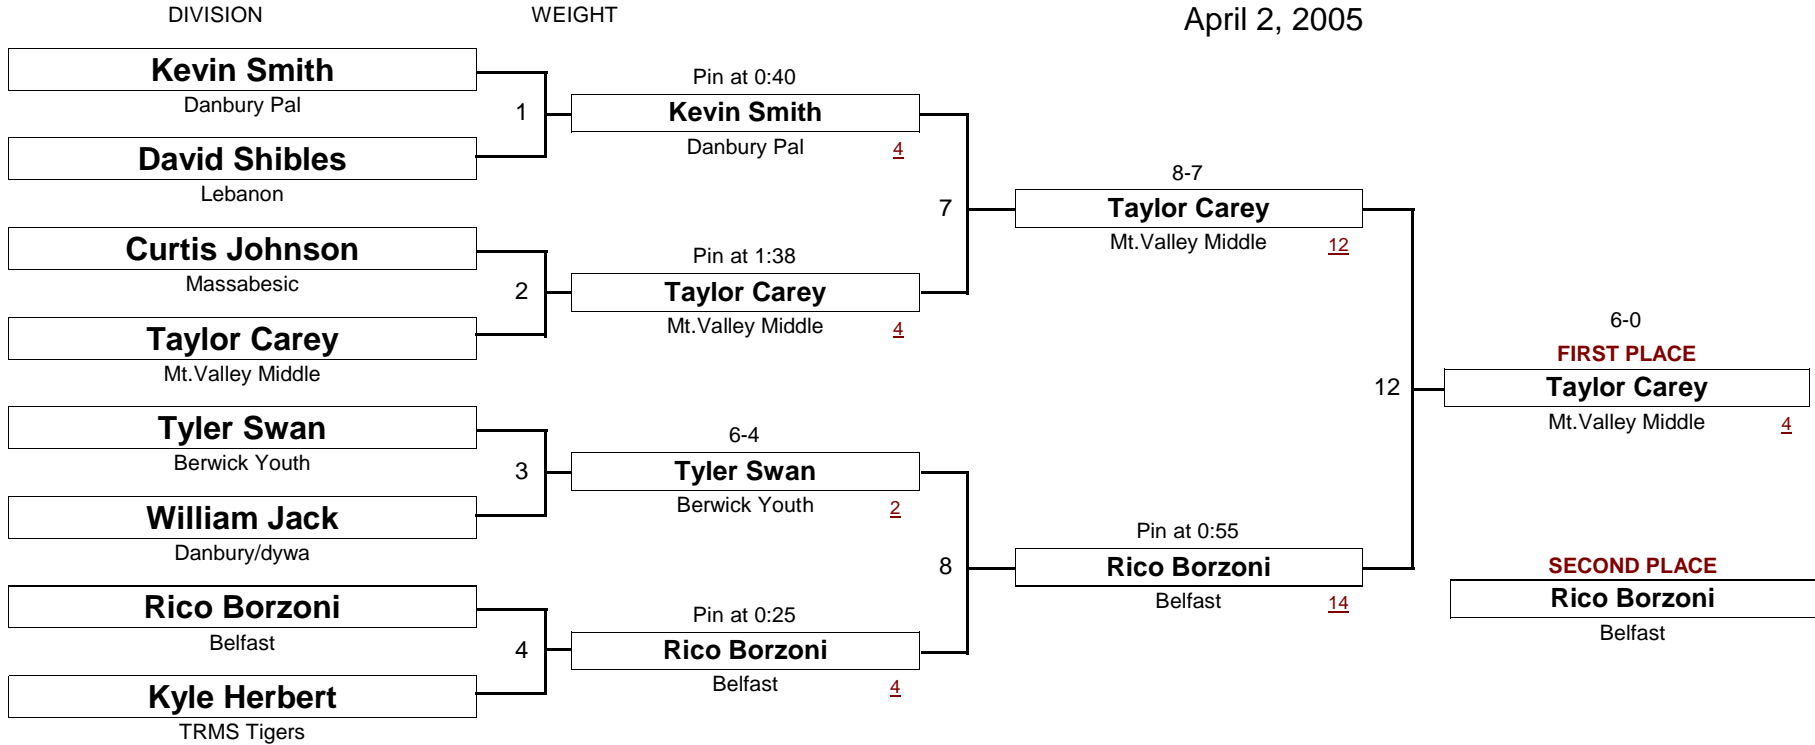 DIVISION
WEIGHT
April 2, 2005
Kevin Smith
Danbury Pal
1
David Shibles
Lebanon
Curtis Johnson
Massabesic
2
Taylor Carey
Mt.Valley Middle
Tyler Swan
Berwick Youth
3
William Jack
Danbury/dywa
Rico Borzoni
Belfast
4
Kyle Herbert
TRMS Tigers
Pin at 0:40
Kevin Smith
Danbury Pal
4
7
Pin at 1:38
Taylor Carey
Mt.Valley Middle
4
6-4
Tyler Swan
Berwick Youth
2
8
Pin at 0:25
Rico Borzoni
Belfast
4
8-7
Taylor Carey
Mt.Valley Middle
12
12
Pin at 0:55
Rico Borzoni
Belfast
14
6-0
FIRST PLACE
Taylor Carey
Mt.Valley Middle
4
SECOND PLACE
Rico Borzoni
Belfast